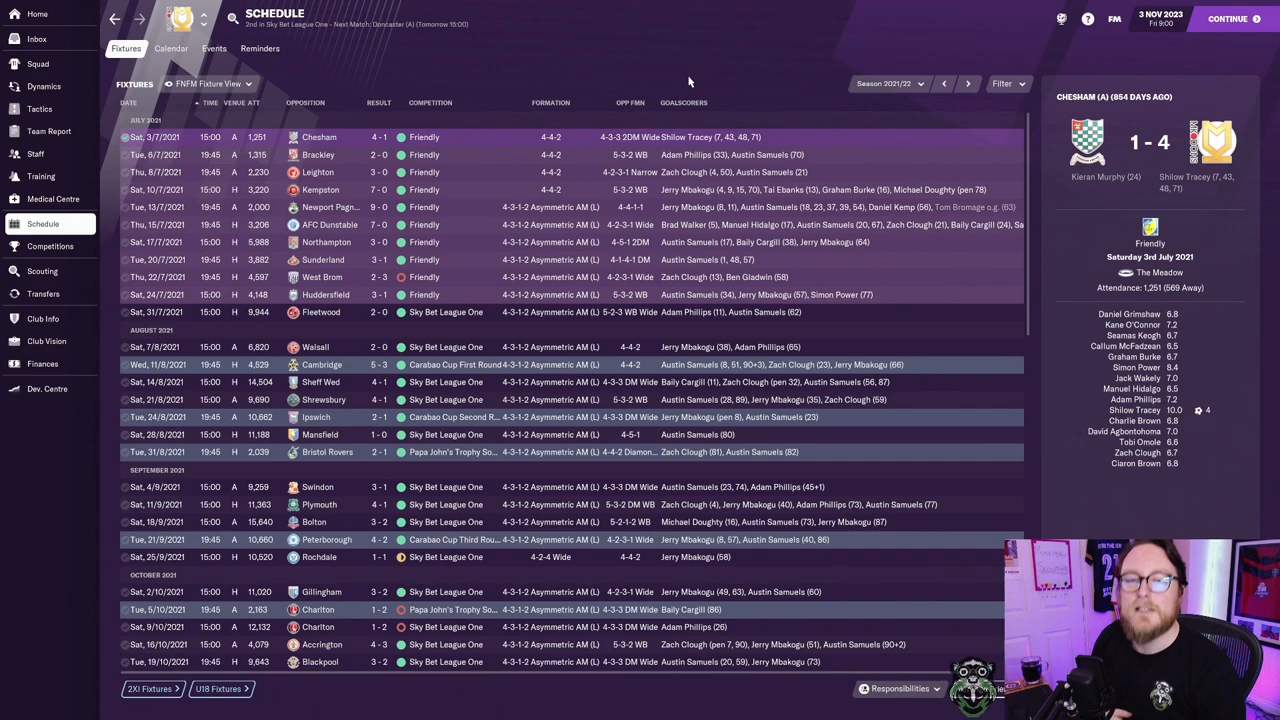 Home
Inbox
Squad
Dynamics
Tactics
Team Report
Staff
Training
Medical Centre
Schedule
Competitions
Scouting
Transfers
Club Info
Club Vision
Finances
Dev. Centre
SCHEDULE
2nd in Sky Bet League One - Next Match: Doncaster (A) (Tomorrow 15:00)
FM
3 NOV 2023
Fri 9:00
CONTINUE
Fixtures Calendar Events Reminders
FIXTURES FNFM Fixture View Season 2021/22 Filter
DATE TIME VENUE ATT OPPOSITION RESULT COMPETITION FORMATION OPP FMN GOALSCORERS
JULY 2021
Sat, 3/7/2021 15:00 A 1,251 Chesham 4 - 1 Friendly 4-4-2 4-3-3 2DM Wide Shilow Tracey (7, 43, 48, 71)
Tue, 6/7/2021 19:45 A 1,315 Brackley 2 - 0 Friendly 4-4-2 5-3-2 WB Adam Phillips (33), Austin Samuels (70)
Thu, 8/7/2021 19:45 A 2,230 Leighton 3 - 0 Friendly 4-4-2 4-2-3-1 Narrow Zach Clough (4, 50), Austin Samuels (21)
Sat, 10/7/2021 15:00 H 3,220 Kempston 7 - 0 Friendly 4-4-2 5-3-2 WB Jerry Mbakogu (4, 9, 15, 70), Tai Ebanks (13), Graham Burke (16), Michael Doughty (pen 78)
Tue, 13/7/2021 19:45 A 2,000 Newport Pagn... 9 - 0 Friendly 4-3-1-2 Asymmetric AM (L) 4-4-1-1 Jerry Mbakogu (8, 11), Austin Samuels (18, 23, 37, 39, 54), Daniel Kemp (56), Tom Bromage o.g. (63)
Thu, 15/7/2021 19:45 H 3,206 AFC Dunstable 7 - 0 Friendly 4-3-1-2 Asymmetric AM (L) 4-2-3-1 Wide Brad Walker (5), Manuel Hidalgo (17), Austin Samuels (20, 67), Zach Clough (21), Baily Cargill (24), Sa
Sat, 17/7/2021 15:00 H 5,988 Northampton 3 - 0 Friendly 4-3-1-2 Asymmetric AM (L) 4-5-1 2DM Austin Samuels (17), Baily Cargill (38), Jerry Mbakogu (64)
Tue, 20/7/2021 19:45 H 3,882 Sunderland 3 - 1 Friendly 4-3-1-2 Asymmetric AM (L) 4-1-4-1 DM Austin Samuels (1, 48, 57)
Thu, 22/7/2021 19:45 H 4,597 West Brom 2 - 3 Friendly 4-3-1-2 Asymmetric AM (L) 4-2-3-1 Wide Zach Clough (13), Ben Gladwin (58)
Sat, 24/7/2021 15:00 H 4,148 Huddersfield 3 - 1 Friendly 4-3-1-2 Asymmetric AM (L) 5-3-2 WB Austin Samuels (34), Jerry Mbakogu (57), Simon Power (77)
Sat, 31/7/2021 15:00 H 9,944 Fleetwood 2 - 0 Sky Bet League One 4-3-1-2 Asymmetric AM (L) 5-2-3 WB Wide Adam Phillips (11), Austin Samuels (62)
AUGUST 2021
Sat, 7/8/2021 15:00 A 6,820 Walsall 2 - 0 Sky Bet League One 4-3-1-2 Asymmetric AM (L) 4-4-2 Jerry Mbakogu (38), Adam Phillips (65)
Wed, 11/8/2021 19:45 H 4,529 Cambridge 5 - 3 Carabao Cup First Round 4-3-1-2 Asymmetric AM (L) 4-4-2 Austin Samuels (8, 51, 90+3), Zach Clough (23), Jerry Mbakogu (66)
Sat, 14/8/2021 15:00 H 14,504 Sheff Wed 4 - 1 Sky Bet League One 4-3-1-2 Asymmetric AM (L) 4-3-3 DM Wide Baily Cargill (11), Zach Clough (pen 32), Austin Samuels (56, 87)
Sat, 21/8/2021 15:00 A 9,690 Shrewsbury 4 - 1 Sky Bet League One 4-3-1-2 Asymmetric AM (L) 5-3-2 WB Austin Samuels (28, 89), Jerry Mbakogu (35), Zach Clough (59)
Tue, 24/8/2021 19:45 H 10,662 Ipswich 2 - 1 Carabao Cup Second R... 4-3-1-2 Asymmetric AM (L) 4-3-3 DM Wide Jerry Mbakogu (pen 8), Austin Samuels (23)
Sat, 28/8/2021 15:00 H 11,188 Mansfield 1 - 0 Sky Bet League One 4-3-1-2 Asymmetric AM (L) 4-5-1 Austin Samuels (80)
Tue, 31/8/2021 19:45 H 2,039 Bristol Rovers 2 - 1 Papa John's Trophy So... 4-3-1-2 Asymmetric AM (L) 4-4-2 Diamon... Zach Clough (81), Austin Samuels (82)
SEPTEMBER 2021
Sat, 4/9/2021 15:00 A 9,259 Swindon 3 - 1 Sky Bet League One 4-3-1-2 Asymmetric AM (L) 4-3-3 DM Wide Austin Samuels (23, 74), Adam Phillips (45+1)
Sat, 11/9/2021 15:00 H 11,363 Plymouth 4 - 1 Sky Bet League One 4-3-1-2 Asymmetric AM (L) 5-3-2 DM WB Zach Clough (4), Jerry Mbakogu (40), Adam Phillips (73), Austin Samuels (77)
Sat, 18/9/2021 15:00 A 15,640 Bolton 3 - 2 Sky Bet League One 4-3-1-2 Asymmetric AM (L) 5-2-1-2 WB Michael Doughty (16), Austin Samuels (73), Jerry Mbakogu (87)
Tue, 21/9/2021 19:45 A 10,660 Peterborough 4 - 2 Carabao Cup Third Rou... 4-3-1-2 Asymmetric AM (L) 4-2-3-1 Wide Jerry Mbakogu (8, 57), Austin Samuels (40, 86)
Sat, 25/9/2021 15:00 H 10,520 Rochdale 1 - 1 Sky Bet League One 4-2-4 Wide 4-4-2 Jerry Mbakogu (58)
OCTOBER 2021
Sat, 2/10/2021 15:00 H 11,020 Gillingham 3 - 2 Sky Bet League One 4-3-1-2 Asymmetric AM (L) 4-3-3 DM Wide Jerry Mbakogu (49, 63), Austin Samuels (60)
Tue, 5/10/2021 19:45 A 2,163 Charlton 1 - 2 Papa John's Trophy So... 4-3-1-2 Asymmetric AM (L) 4-3-3 DM Wide Baily Cargill (86)
Sat, 9/10/2021 15:00 A 12,132 Charlton 1 - 2 Sky Bet League One 4-3-1-2 Asymmetric AM (L) 4-3-3 DM Wide Adam Phillips (26)
Sat, 16/10/2021 15:00 A 4,079 Accrington 4 - 3 Sky Bet League One 4-3-1-2 Asymmetric AM (L) 5-3-2 WB Zach Clough (pen 7, 90), Jerry Mbakogu (51), Austin Samuels (90+2)
Tue, 19/10/2021 19:45 H 9,643 Blackpool 3 - 2 Sky Bet League One 4-3-1-2 Asymmetric AM (L) 4-3-3 DM Wide Austin Samuels (20, 59), Jerry Mbakogu (73)
2XI Fixtures U18 Fixtures Responsibilities
CHESHAM (A) (854 DAYS AGO)
1 - 4
Kieran Murphy (24) Shilow Tracey (7, 43,
48, 71)
Friendly
Saturday 3rd July 2021
The Meadow
Attendance: 1,251 (569 Away)
Daniel Grimshaw 6.8
Kane O'Connor 7.2
Seamas Keogh 6.7
Callum McFadzean 6.5
Graham Burke 6.7
Simon Power 8.4
Jack Wakely 7.0
Manuel Hidalgo 6.5
Adam Phillips 7.2
Shilow Tracey 10.0 4
Charlie Brown 6.8
David Agbontohoma 7.0
Tobi Omole 6.6
Zach Clough 6.7
Ciaron Brown 6.8